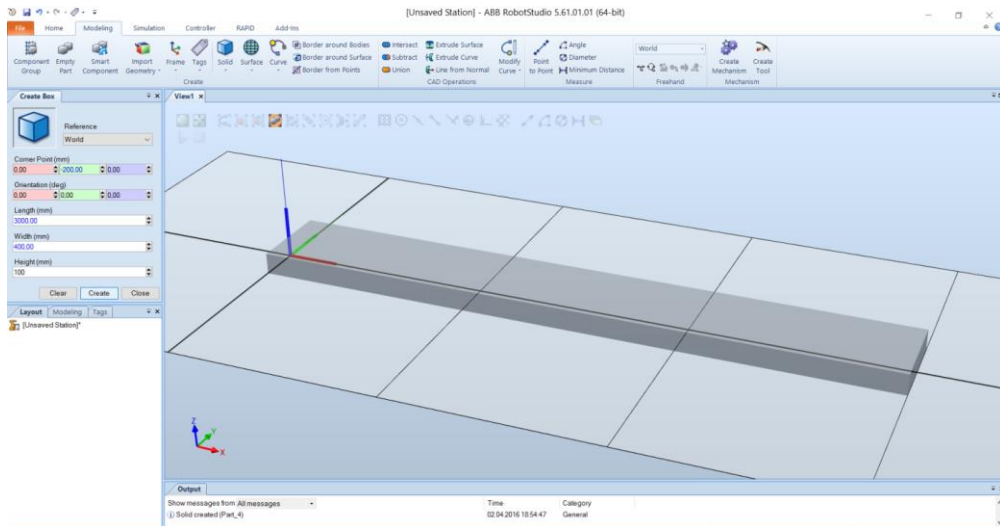 [Unsaved Station] - ABB RobotStudio 5.61.01.01 (64-bit)
File Home Modeling Simulation Controller RAPID Add-Ins
Component Group
Empty Part
Smart Component
Import Geometry
Frame
Tags
Solid
Surface
Curve
Border around Bodies
Border around Surface
Border from Points
Create
Intersect
Subtract
Union
Extrude Surface
Extrude Curve
Line from Normal
Modify Curve
CAD Operations
Point to Point
Angle
Diameter
Minimum Distance
Measure
World
Freehand
Create Mechanism
Create Tool
Mechanism
Create Box
View1
Reference
World
Corner Point (mm)
0,00 -200,00 0,00
Orientation (deg)
0,00 0,00 0,00
Length (mm)
3000,00
Width (mm)
400,00
Height (mm)
100
Clear Create Close
Layout Modeling Tags
[Unsaved Station]*
Z
Y
X
Output
Show messages from: All messages Time Category
Solid created (Part_4) 02.04.2016 18:54:47 General